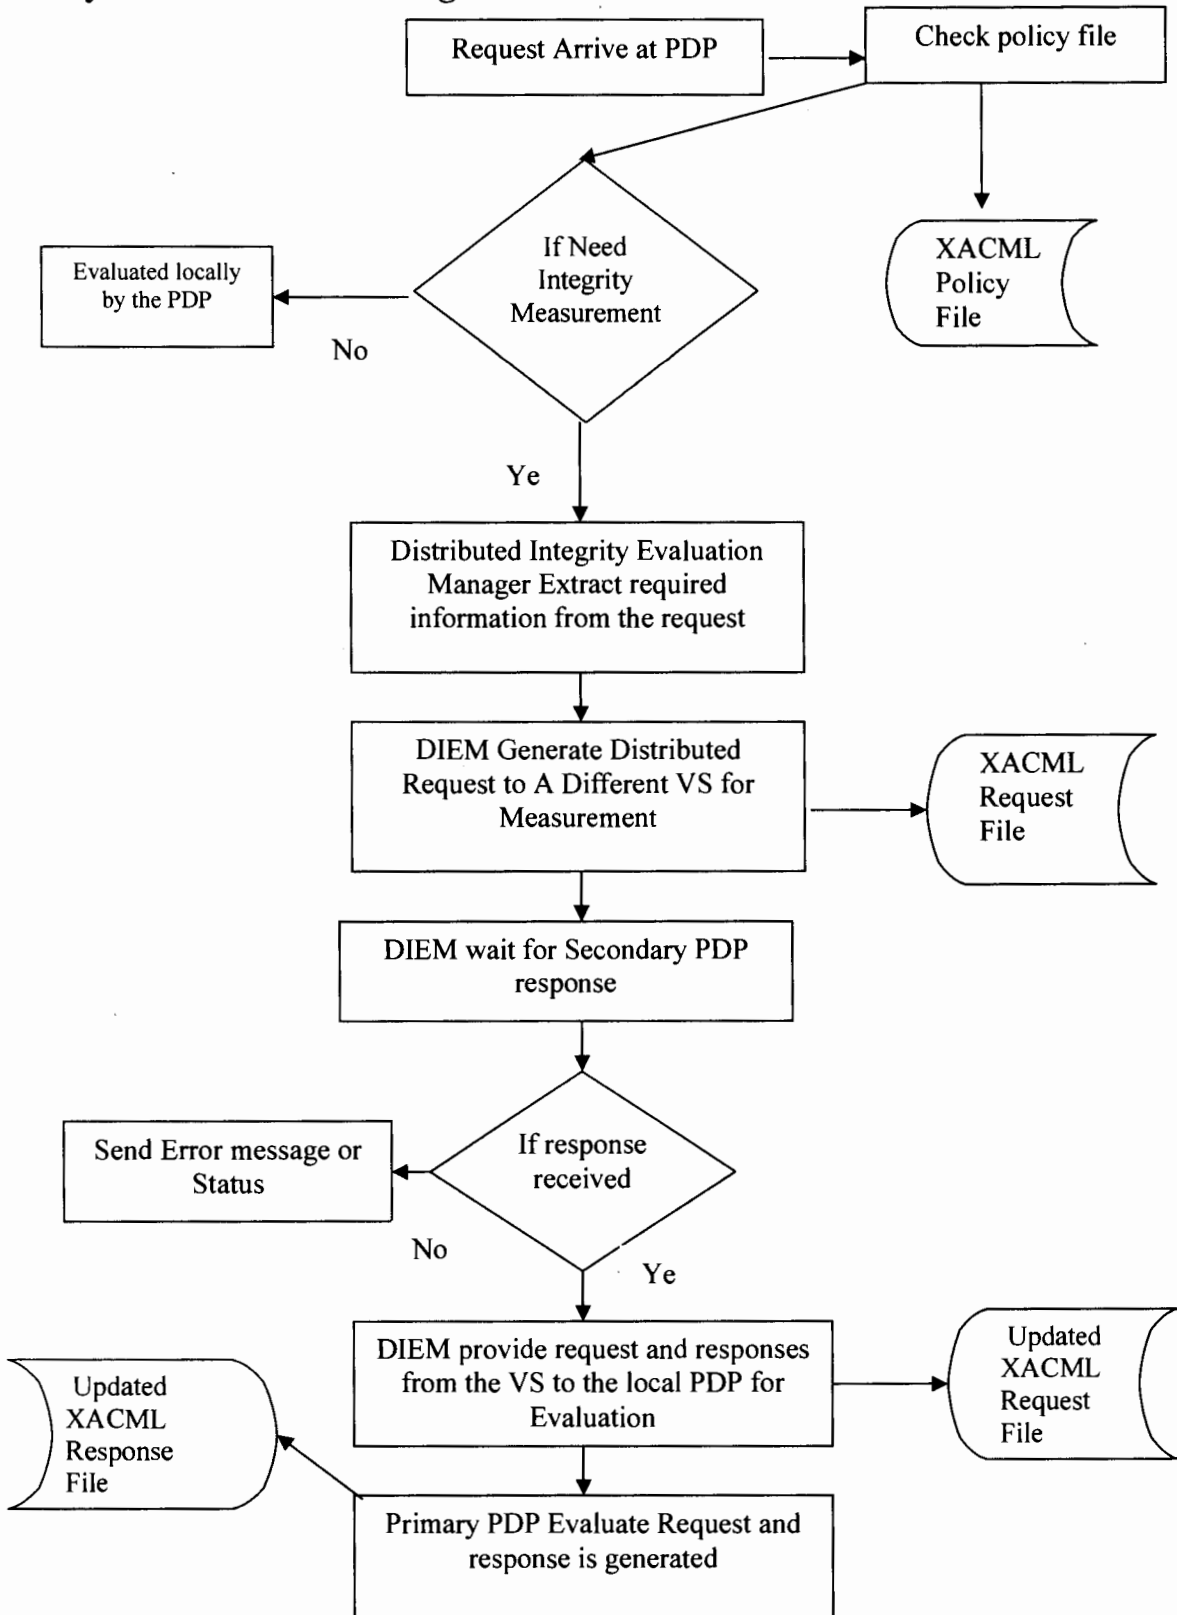 Request Arrive at PDP
Check policy file
If Need
Integrity
Measurement
XACML
Policy
File
Evaluated locally
by the PDP
No
Ye
Distributed Integrity Evaluation
Manager Extract required
information from the request
DIEM Generate Distributed
Request to A Different VS for
Measurement
XACML
Request
File
DIEM wait for Secondary PDP
response
If response
received
Send Error message or
Status
No
Ye
DIEM provide request and responses
from the VS to the local PDP for
Evaluation
Updated
XACML
Request
File
Updated
XACML
Response
File
Primary PDP Evaluate Request and
response is generated